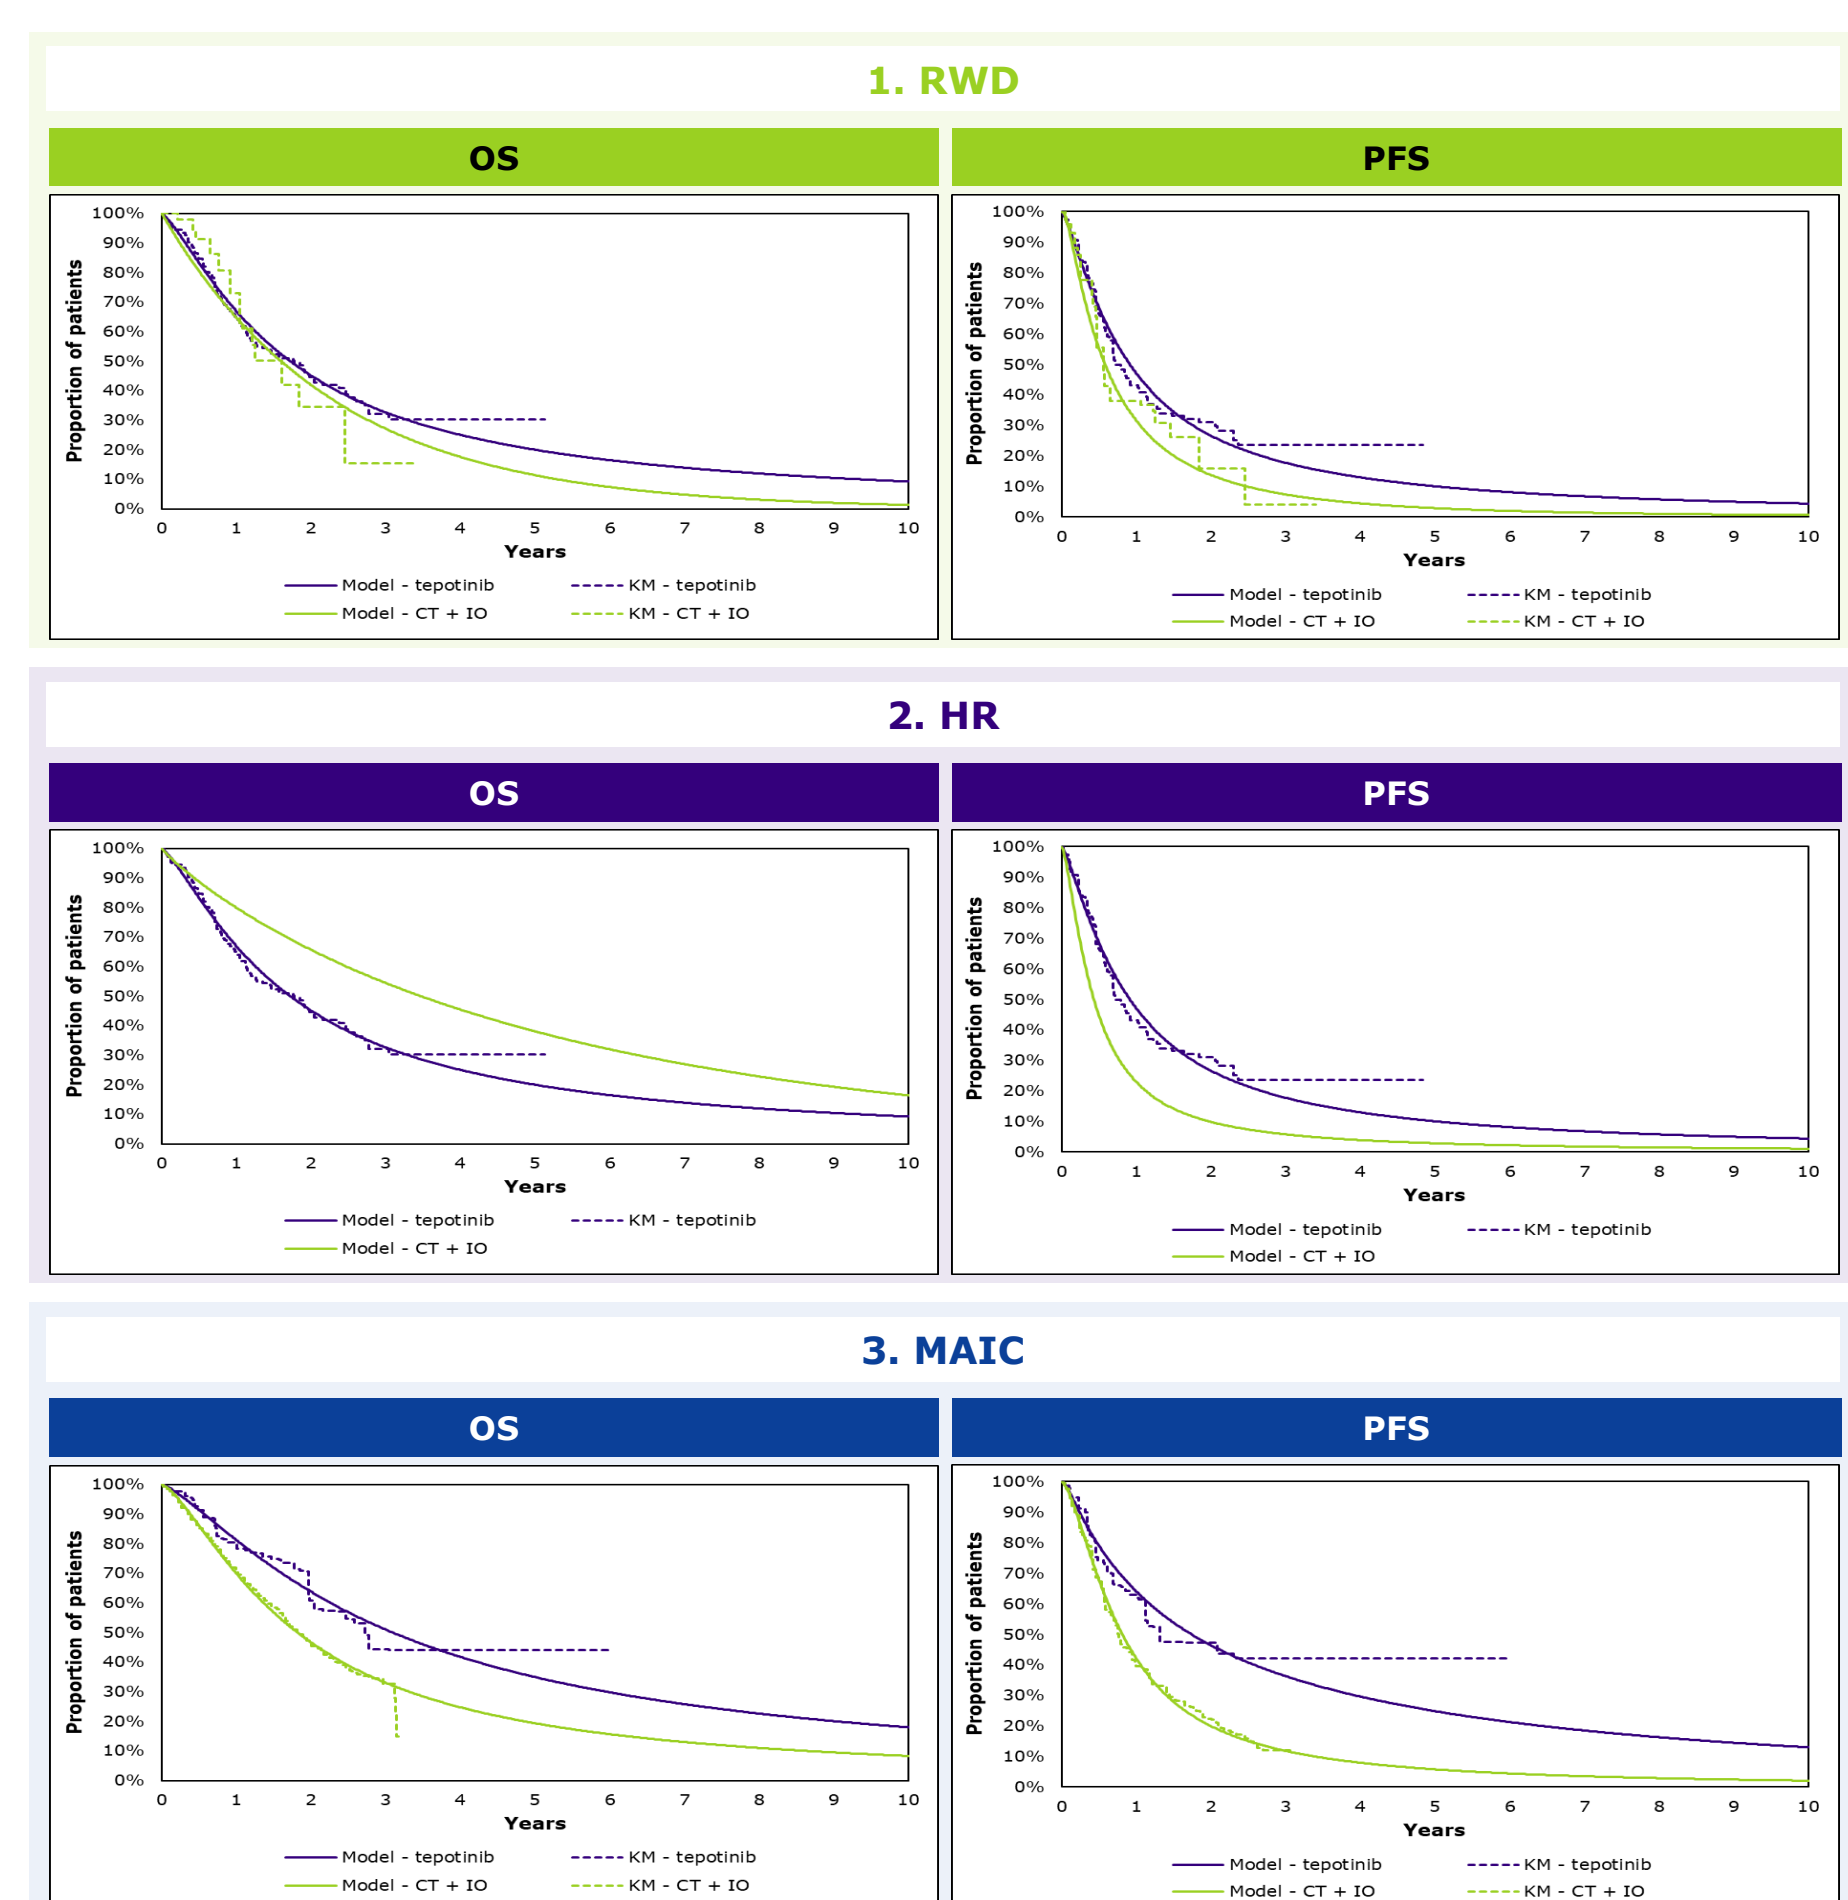 1. RWD
OS
PFS
Proportion of patients
100%
90%
80%
70%
60%
50%
40%
30%
20%
10%
0%
0 1 2 3 4 5 6 7 8 9 10
Years
Model - tepotinib KM - tepotinib
Model - CT + IO KM - CT + IO
Proportion of patients
100%
90%
80%
70%
60%
50%
40%
30%
20%
10%
0%
0 1 2 3 4 5 6 7 8 9 10
Years
Model - tepotinib KM - tepotinib
Model - CT + IO KM - CT + IO
2. HR
OS
PFS
Proportion of patients
100%
90%
80%
70%
60%
50%
40%
30%
20%
10%
0%
0 1 2 3 4 5 6 7 8 9 10
Years
Model - tepotinib KM - tepotinib
Model - CT + IO
Proportion of patients
100%
90%
80%
70%
60%
50%
40%
30%
20%
10%
0%
0 1 2 3 4 5 6 7 8 9 10
Years
Model - tepotinib KM - tepotinib
Model - CT + IO
3. MAIC
OS
PFS
Proportion of patients
100%
90%
80%
70%
60%
50%
40%
30%
20%
10%
0%
0 1 2 3 4 5 6 7 8 9 10
Years
Model - tepotinib KM - tepotinib
Model - CT + IO KM - CT + IO
Proportion of patients
100%
90%
80%
70%
60%
50%
40%
30%
20%
10%
0%
0 1 2 3 4 5 6 7 8 9 10
Years
Model - tepotinib KM - tepotinib
Model - CT + IO KM - CT + IO